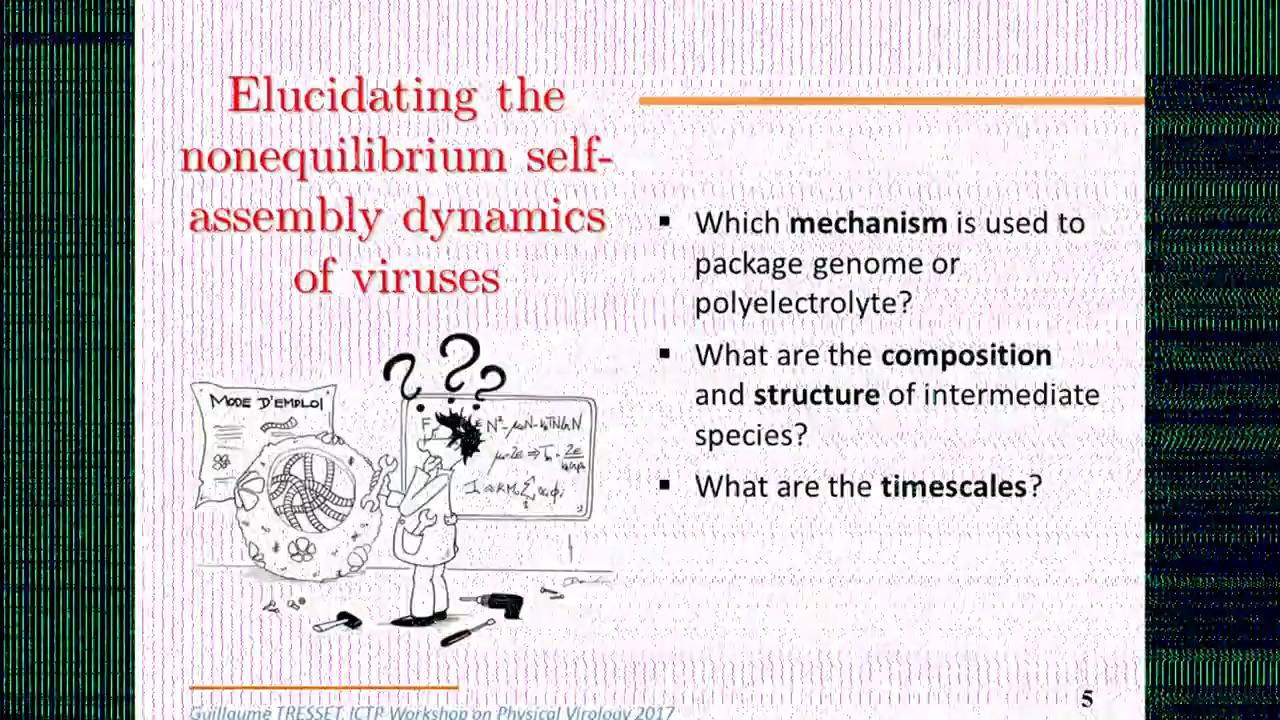 Elucidating the
nonequilibrium self-
assembly dynamics
of viruses
▪ Which mechanism is used to
package genome or
polyelectrolyte?
▪ What are the composition
and structure of intermediate
species?
▪ What are the timescales?
???
MODE D'EMPLOI
Guillaume TRESSET, ICTP Workshop on Physical Virology 2017
5